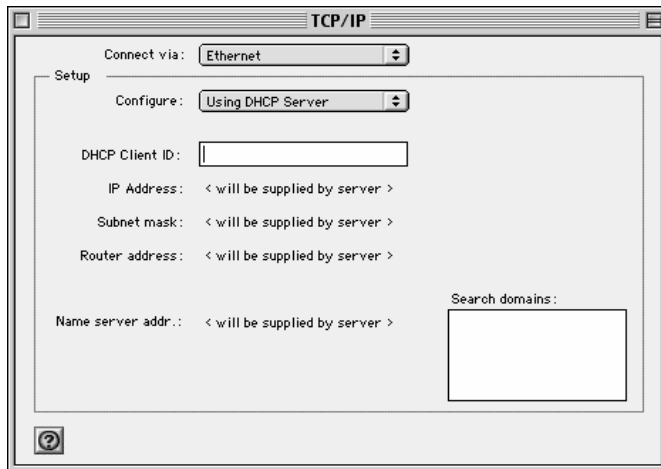 TCP/IP
Connect via: Ethernet
Setup
Configure: Using DHCP Server
DHCP Client ID:
IP Address: < will be supplied by server >
Subnet mask: < will be supplied by server >
Router address: < will be supplied by server >
Search domains:
Name server addr.: < will be supplied by server >
?